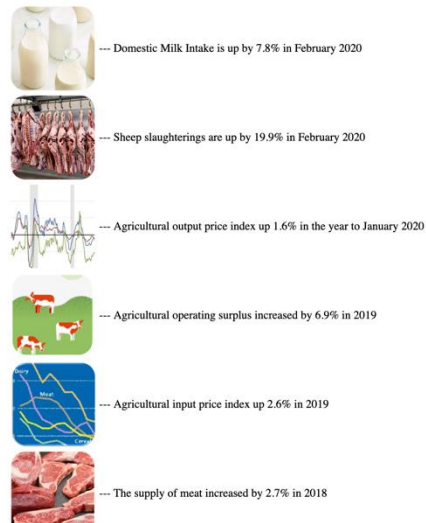 --- Domestic Milk Intake is up by 7.8% in February 2020
--- Sheep slaughterings are up by 19.9% in February 2020
--- Agricultural output price index up 1.6% in the year to January 2020
--- Agricultural operating surplus increased by 6.9% in 2019
Dairy
Meat
--- Agricultural input price index up 2.6% in 2019
--- The supply of meat increased by 2.7% in 2018